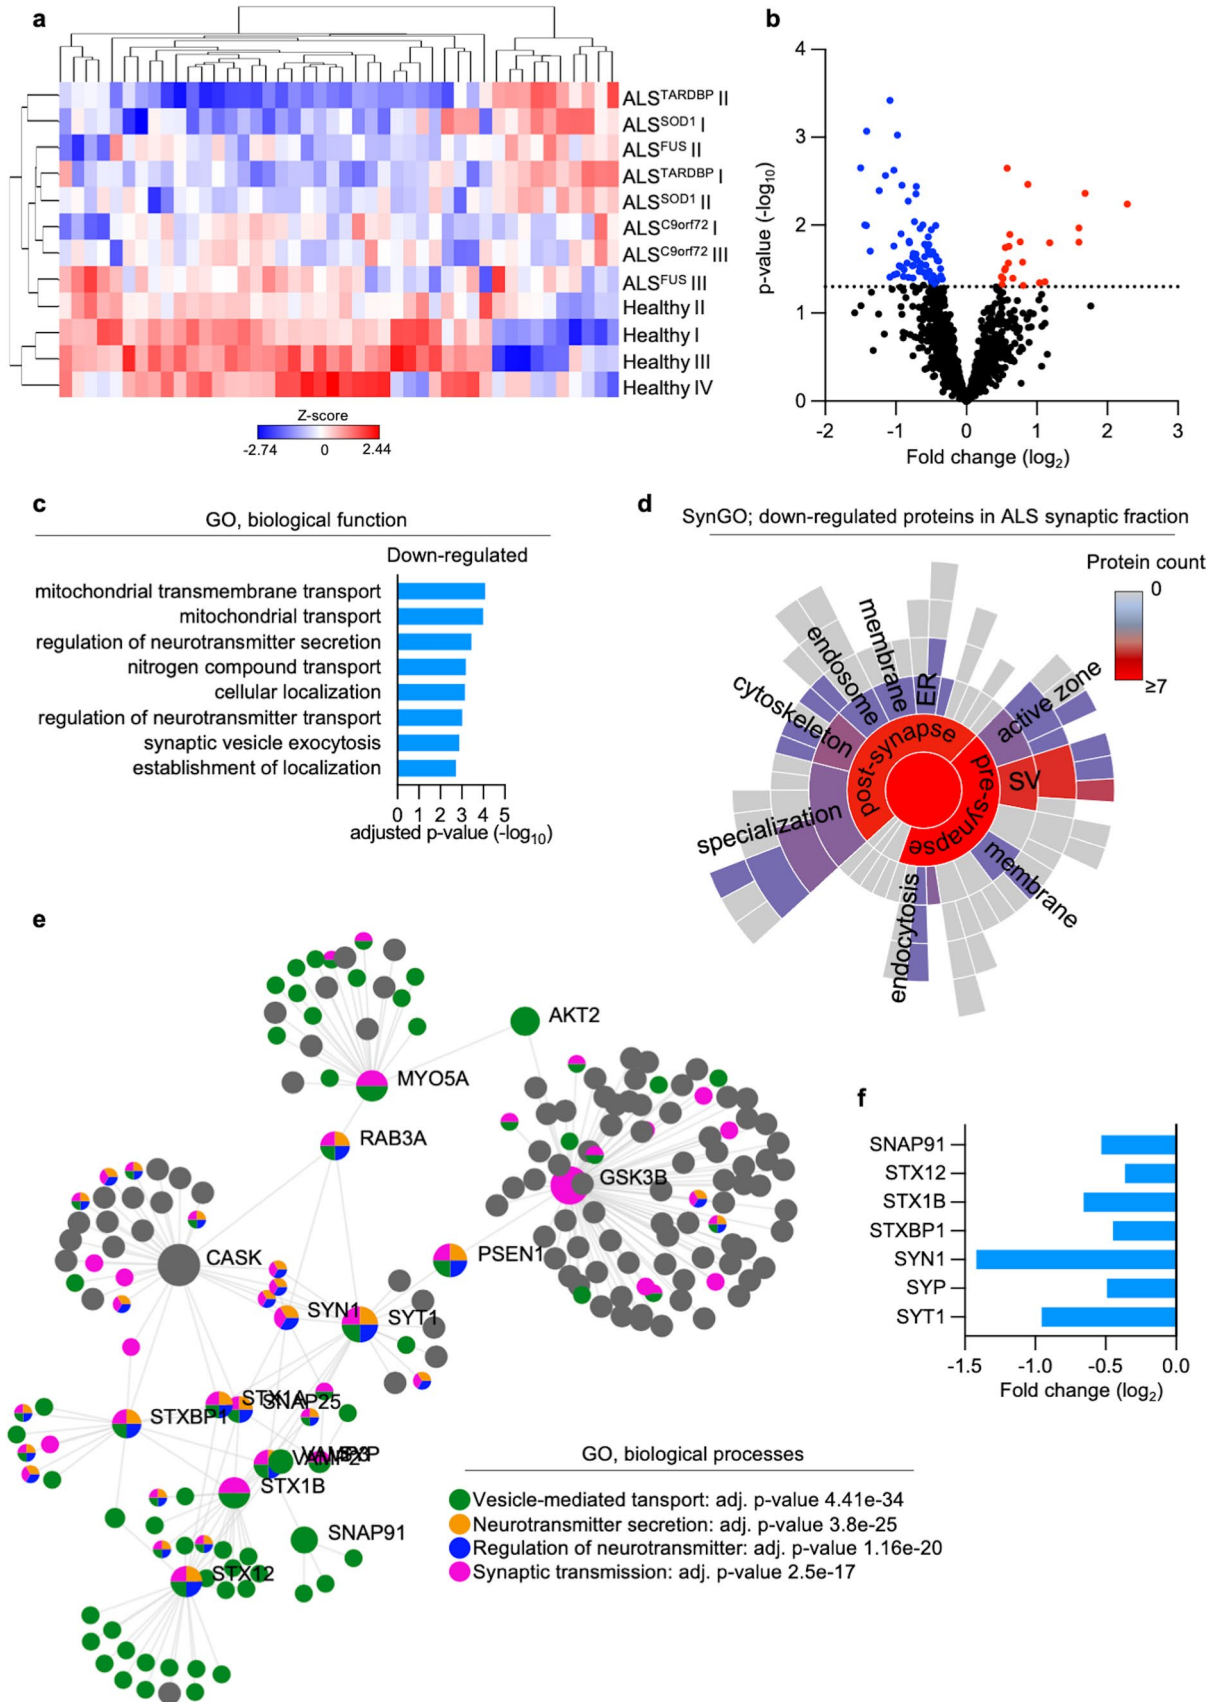 a
ALSTARDBP II
ALSSOD1 I
ALSFUS II
ALSTARDBP I
ALSSOD1 II
ALSC9orf72 I
ALSC9orf72 III
ALSFUS III
Healthy II
Healthy I
Healthy III
Healthy IV
Z-score
-2.74 0 2.44
b
p-value (-log10)
4
3
2
1
0
-2 -1 0 1 2 3
Fold change (log2)
c
GO, biological function
Down-regulated
mitochondrial transmembrane transport
mitochondrial transport
regulation of neurotransmitter secretion
nitrogen compound transport
cellular localization
regulation of neurotransmitter transport
synaptic vesicle exocytosis
establishment of localization
0 1 2 3 4 5
adjusted p-value (-log10)
d
SynGO; down-regulated proteins in ALS synaptic fraction
Protein count
0
≥7
post-synapse
pre-synapse
specialization
cytoskeleton
endosome
membrane
ER
active zone
SV
membrane
endocytosis
e
AKT2
MYO5A
RAB3A
GSK3B
CASK
PSEN1
SYN1
SYT1
STX1A
SNAP25
STXBP1
VAMP2
STX1B
SNAP91
STX12
GO, biological processes
Vesicle-mediated tansport: adj. p-value 4.41e-34
Neurotransmitter secretion: adj. p-value 3.8e-25
Regulation of neurotransmitter: adj. p-value 1.16e-20
Synaptic transmission: adj. p-value 2.5e-17
f
SNAP91
STX12
STX1B
STXBP1
SYN1
SYP
SYT1
-1.5 -1.0 -0.5 0.0
Fold change (log2)